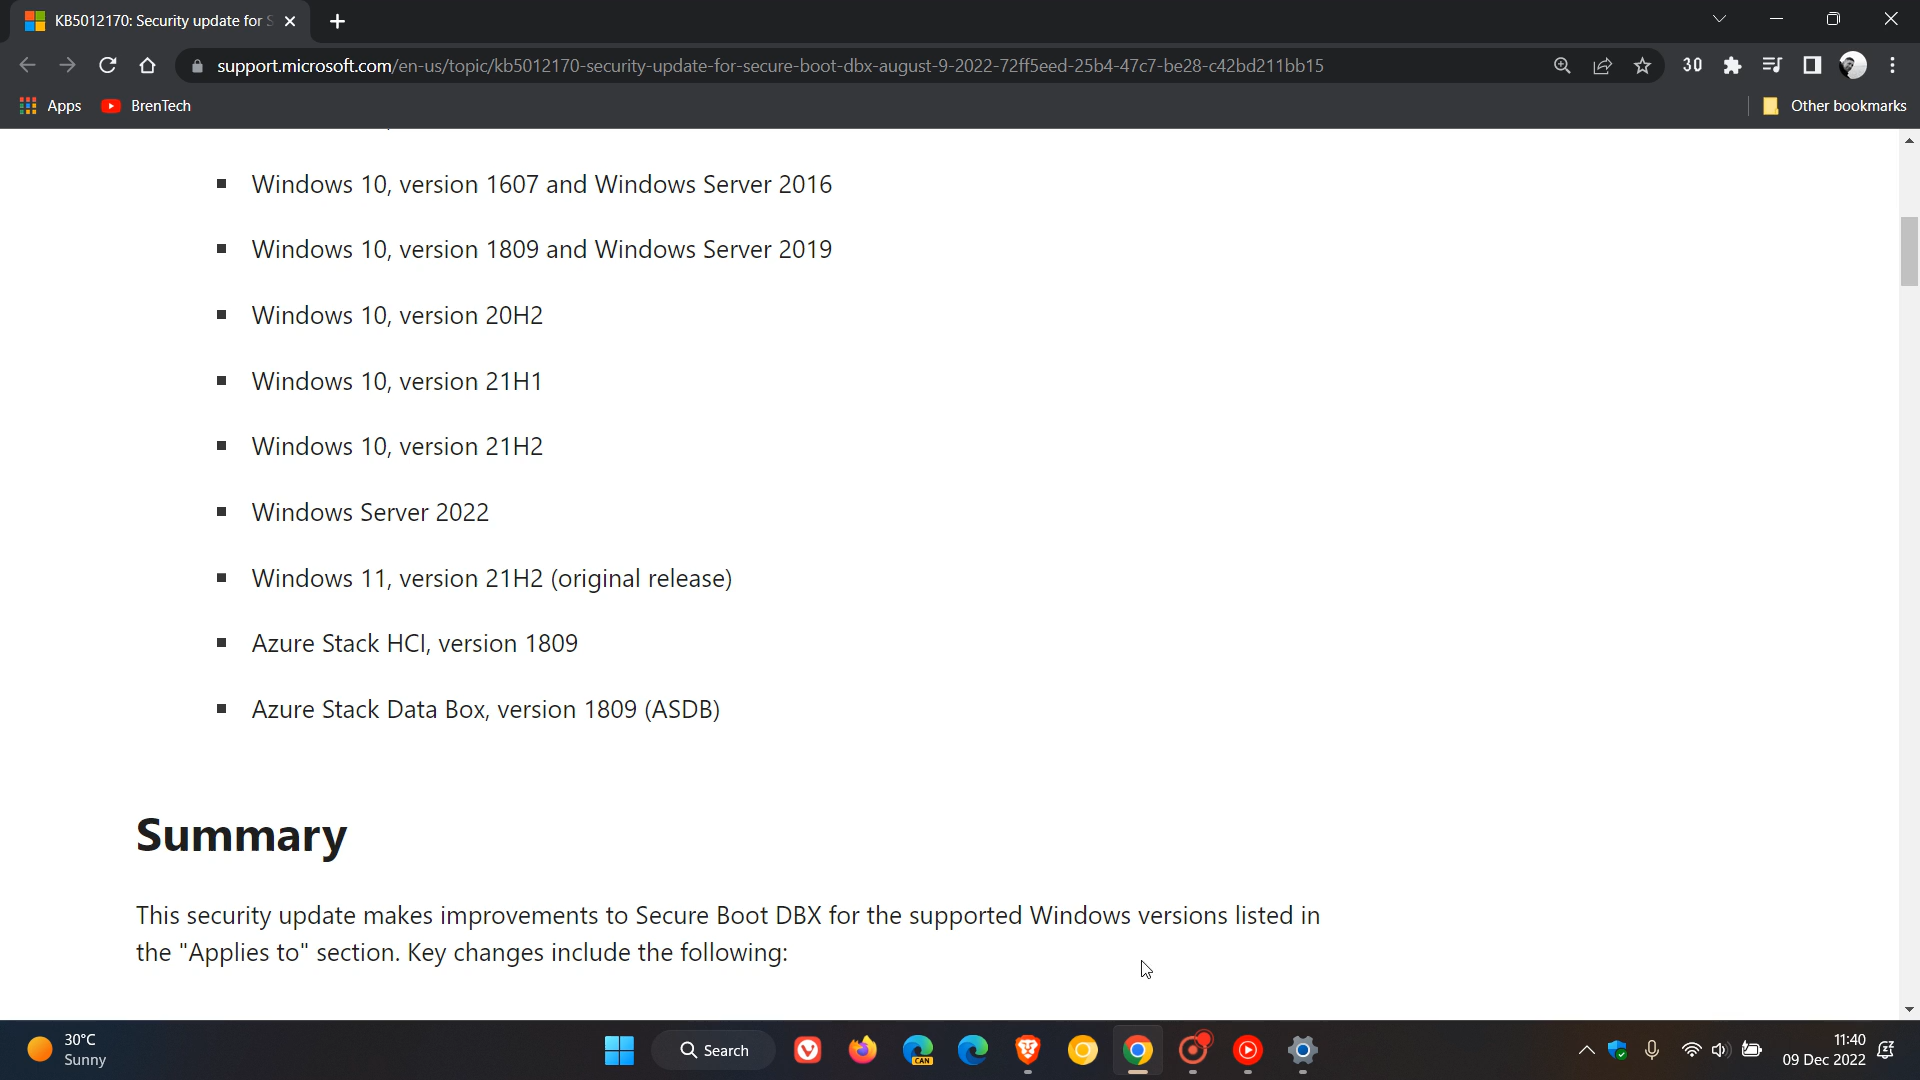 KB5012170: Security update for S
support.microsoft.com/en-us/topic/kb5012170-security-update-for-secure-boot-dbx-august-9-2022-72ff5eed-25b4-47c7-be28-c42bd211bb15
30
Apps
BrenTech
Other bookmarks
Windows 10, version 1607 and Windows Server 2016
Windows 10, version 1809 and Windows Server 2019
Windows 10, version 20H2
Windows 10, version 21H1
Windows 10, version 21H2
Windows Server 2022
Windows 11, version 21H2 (original release)
Azure Stack HCI, version 1809
Azure Stack Data Box, version 1809 (ASDB)
Summary
This security update makes improvements to Secure Boot DBX for the supported Windows versions listed in
the "Applies to" section. Key changes include the following:
30°C
Sunny
Search
CAN
11:40
09 Dec 2022